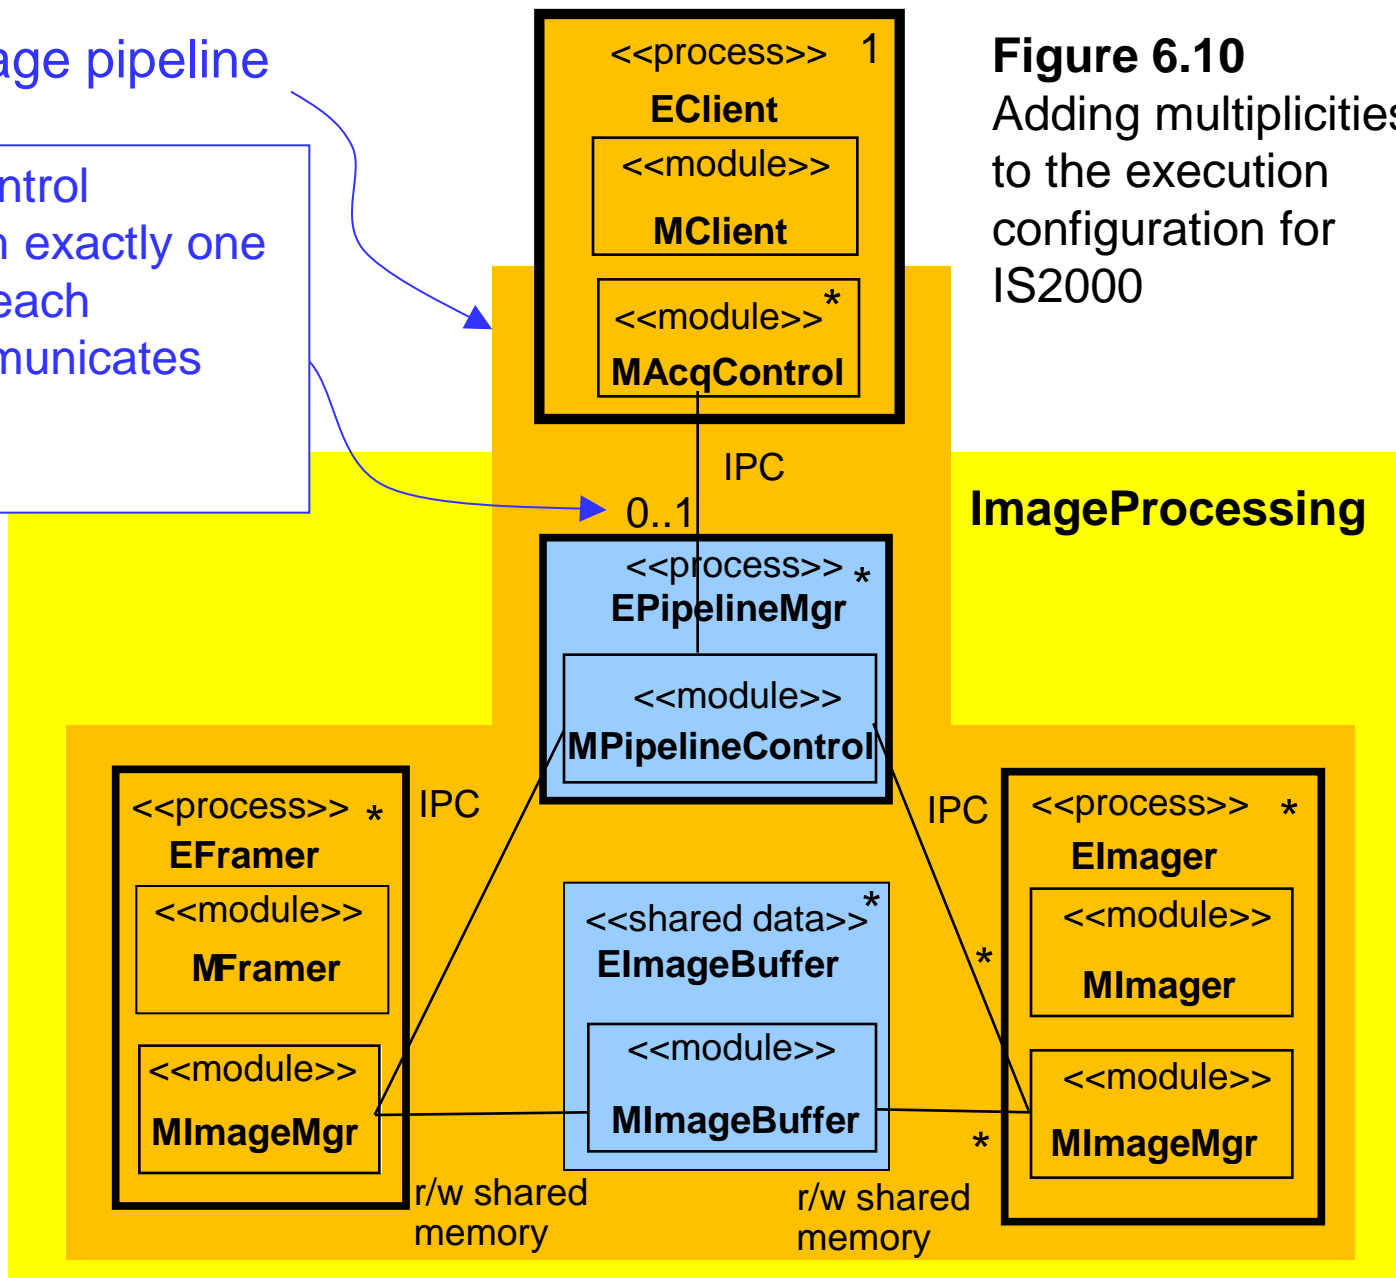 age pipeline
ntrol
n exactly one
each
municates
<<process>> 1
EClient
<<module>>
MClient
<<module>> *
MAcqControl
Figure 6.10
Adding multiplicities
to the execution
configuration for
IS2000
IPC
0..1
ImageProcessing
<<process>> *
EPipelineMgr
<<module>>
MPipelineControl
IPC
IPC
<<process>> *
EFramer
<<module>>
MFramer
<<module>>
MImageMgr
<<shared data>> *
EImageBuffer
<<module>>
MImageBuffer
<<process>> *
EImager
<<module>>
MImager
<<module>>
MImageMgr
*
*
r/w shared
memory
r/w shared
memory